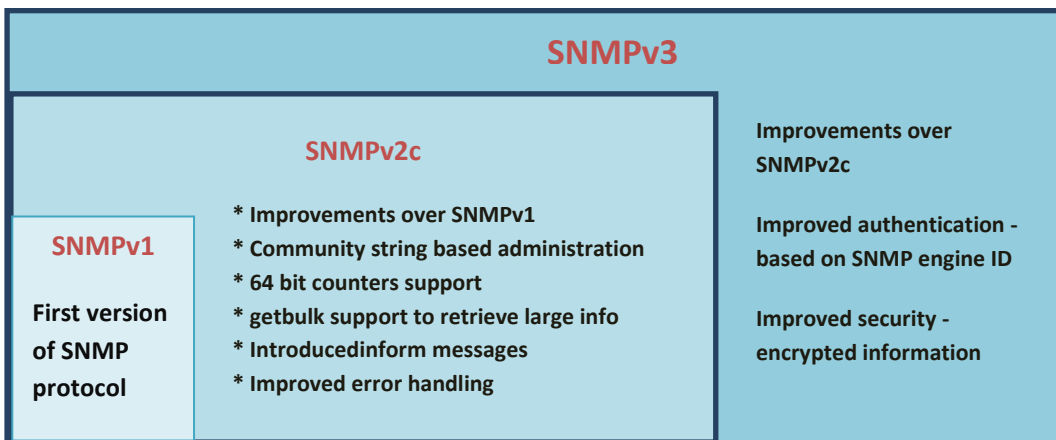 SNMPv3
SNMPv2c
* Improvements over SNMPv1
* Community string based administration
* 64 bit counters support
* getbulk support to retrieve large info
* Introducedinform messages
* Improved error handling
SNMPv1
First version
of SNMP
protocol
Improvements over
SNMPv2c
Improved authentication -
based on SNMP engine ID
Improved security -
encrypted information